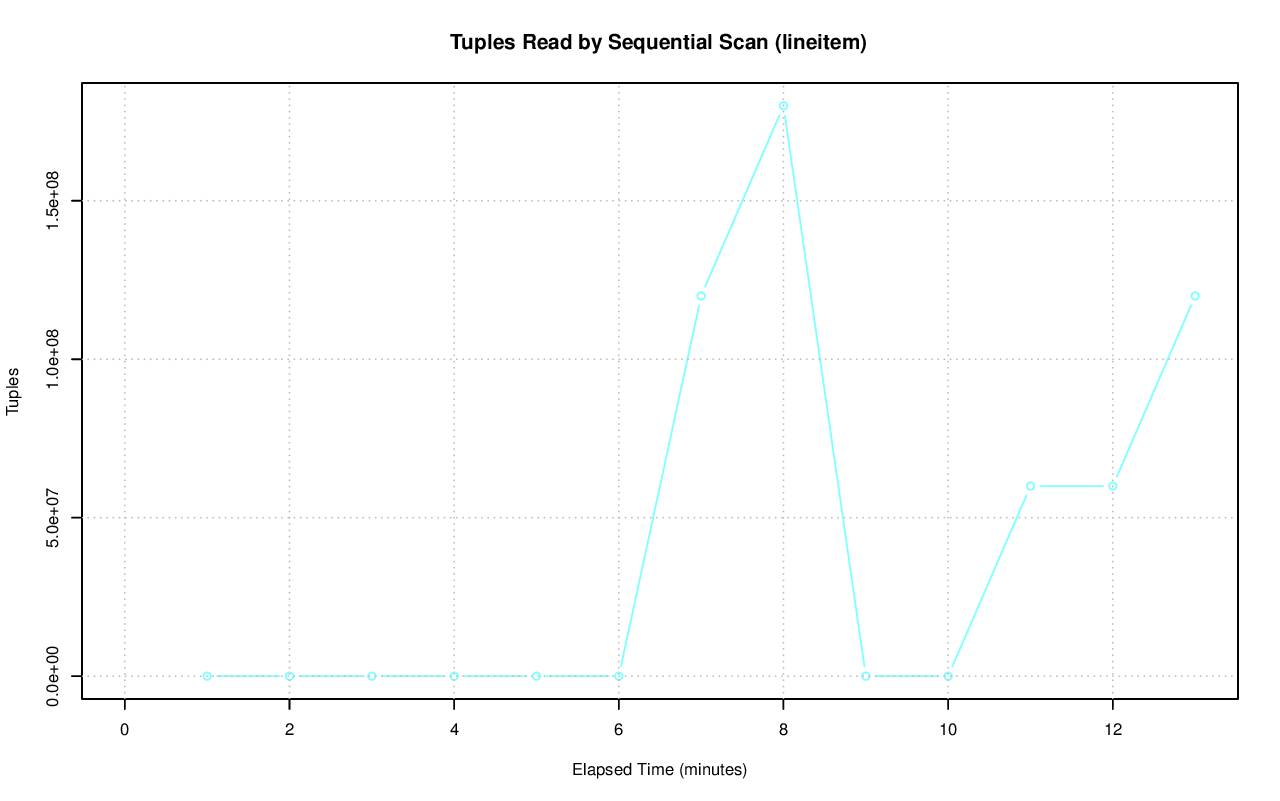 Tuples Read by Sequential Scan (lineitem)
Tuples
1.5e+08
1.0e+08
5.0e+07
0.0e+00
0 2 4 6 8 10 12
Elapsed Time (minutes)